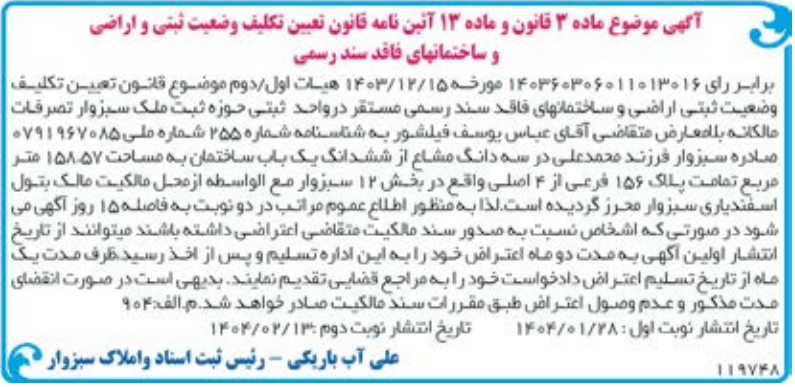 آگهی موضوع ماده ۳ قانون و ماده ۱۳ آئین نامه قانون تعیین تکلیف وضعیت ثبتی و اراضی
و ساختمانهای فاقد سند رسمی
برابر رای ۱۴۰۳۶۰۳۰۶۰۱۱۰۱۳۰۱۶ مورخه ۱۴۰۳/۱۲/۱۵ هیات اول/دوم موضوع قانون تعیین تکلیف
وضعیت ثبتی اراضی و ساختمانهای فاقد سند رسمی مستقر درواحد ثبتی حوزه ثبت ملک سبزوار تصرفات
مالکانه بلامعارض متقاضی آقای عباس یوسف فیلشور به شناسنامه شماره ۲۵۵ شماره ملی ۰۷۹۱۹۶۷۰۸۵
صادره سبزوار فرزند محمدعلی در سه دانگ مشاع از ششدانگ یک باب ساختمان به مساحت ۱۵۸.۵۷ متر
مربع تمامت پلاک ۱۵۶ فرعی از ۴ اصلی واقع در بخش ۱۲ سبزوار مع الواسطه ازمحل مالکیت مالک بتول
اسفندیاری سبزوار محرز گردیده است.لذا به منظور اطلاع عموم مراتب در دو نوبت به فاصله ۱۵ روز آگهی می
شود در صورتی که اشخاص نسبت به صدور سند مالکیت متقاضی اعتراضی داشته باشند میتوانند از تاریخ
انتشار اولین آگهی به مدت دو ماه اعتراض خود را به این اداره تسلیم و پس از اخذ رسید،ظرف مدت یک
ماه از تاریخ تسلیم اعتراض دادخواست خود را به مراجع قضایی تقدیم نمایند. بدیهی است در صورت انقضای
مدت مذکور و عدم وصول اعتراض طبق مقررات سند مالکیت صادر خواهد شد.م.الف:۹۰۴
تاریخ انتشار نوبت اول : ۱۴۰۴/۰۱/۲۸ تاریخ انتشار نوبت دوم :۱۴۰۴/۰۲/۱۳
علی آب باریکی – رئیس ثبت اسناد واملاک سبزوار
۱۱۹۷۴۸